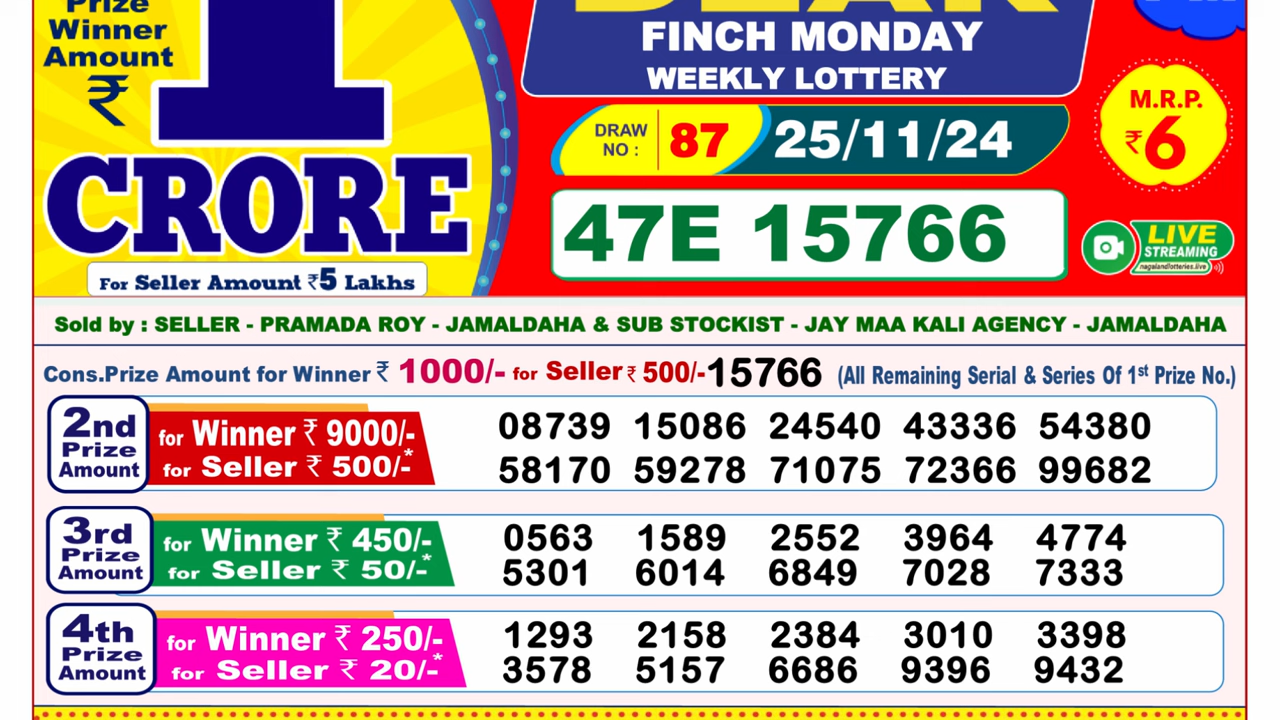 Prize
Winner
Amount
₹
1
CRORE
For Seller Amount ₹5 Lakhs
DEAR
FINCH MONDAY
WEEKLY LOTTERY
DRAW NO : 87 25/11/24
M.R.P.
₹6
47E 15766
LIVE
STREAMING
nagalandlotteries.live
Sold by : SELLER - PRAMADA ROY - JAMALDAHA & SUB STOCKIST - JAY MAA KALI AGENCY - JAMALDAHA
Cons.Prize Amount for Winner ₹ 1000/- for Seller ₹ 500/- 15766 (All Remaining Serial & Series Of 1st Prize No.)
2nd
Prize
Amount
for Winner ₹ 9000/-
for Seller ₹ 500/-*
08739 15086 24540 43336 54380
58170 59278 71075 72366 99682
3rd
Prize
Amount
for Winner ₹ 450/-
for Seller ₹ 50/-*
0563 1589 2552 3964 4774
5301 6014 6849 7028 7333
4th
Prize
Amount
for Winner ₹ 250/-
for Seller ₹ 20/-*
1293 2158 2384 3010 3398
3578 5157 6686 9396 9432